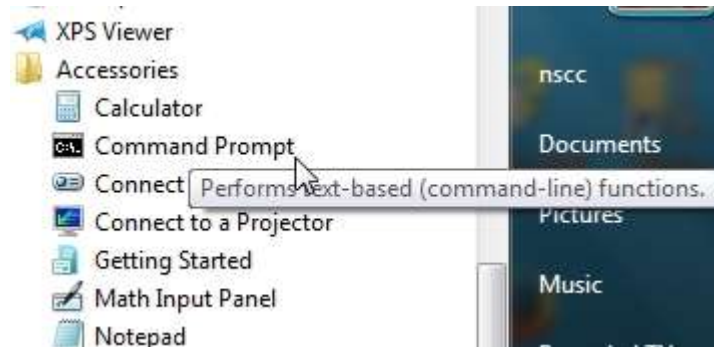 XPS Viewer
Accessories
Calculator
Command Prompt
Connect
Performs text-based (command-line) functions.
Connect to a Projector
Getting Started
Math Input Panel
Notepad
nscc
Documents
Pictures
Music